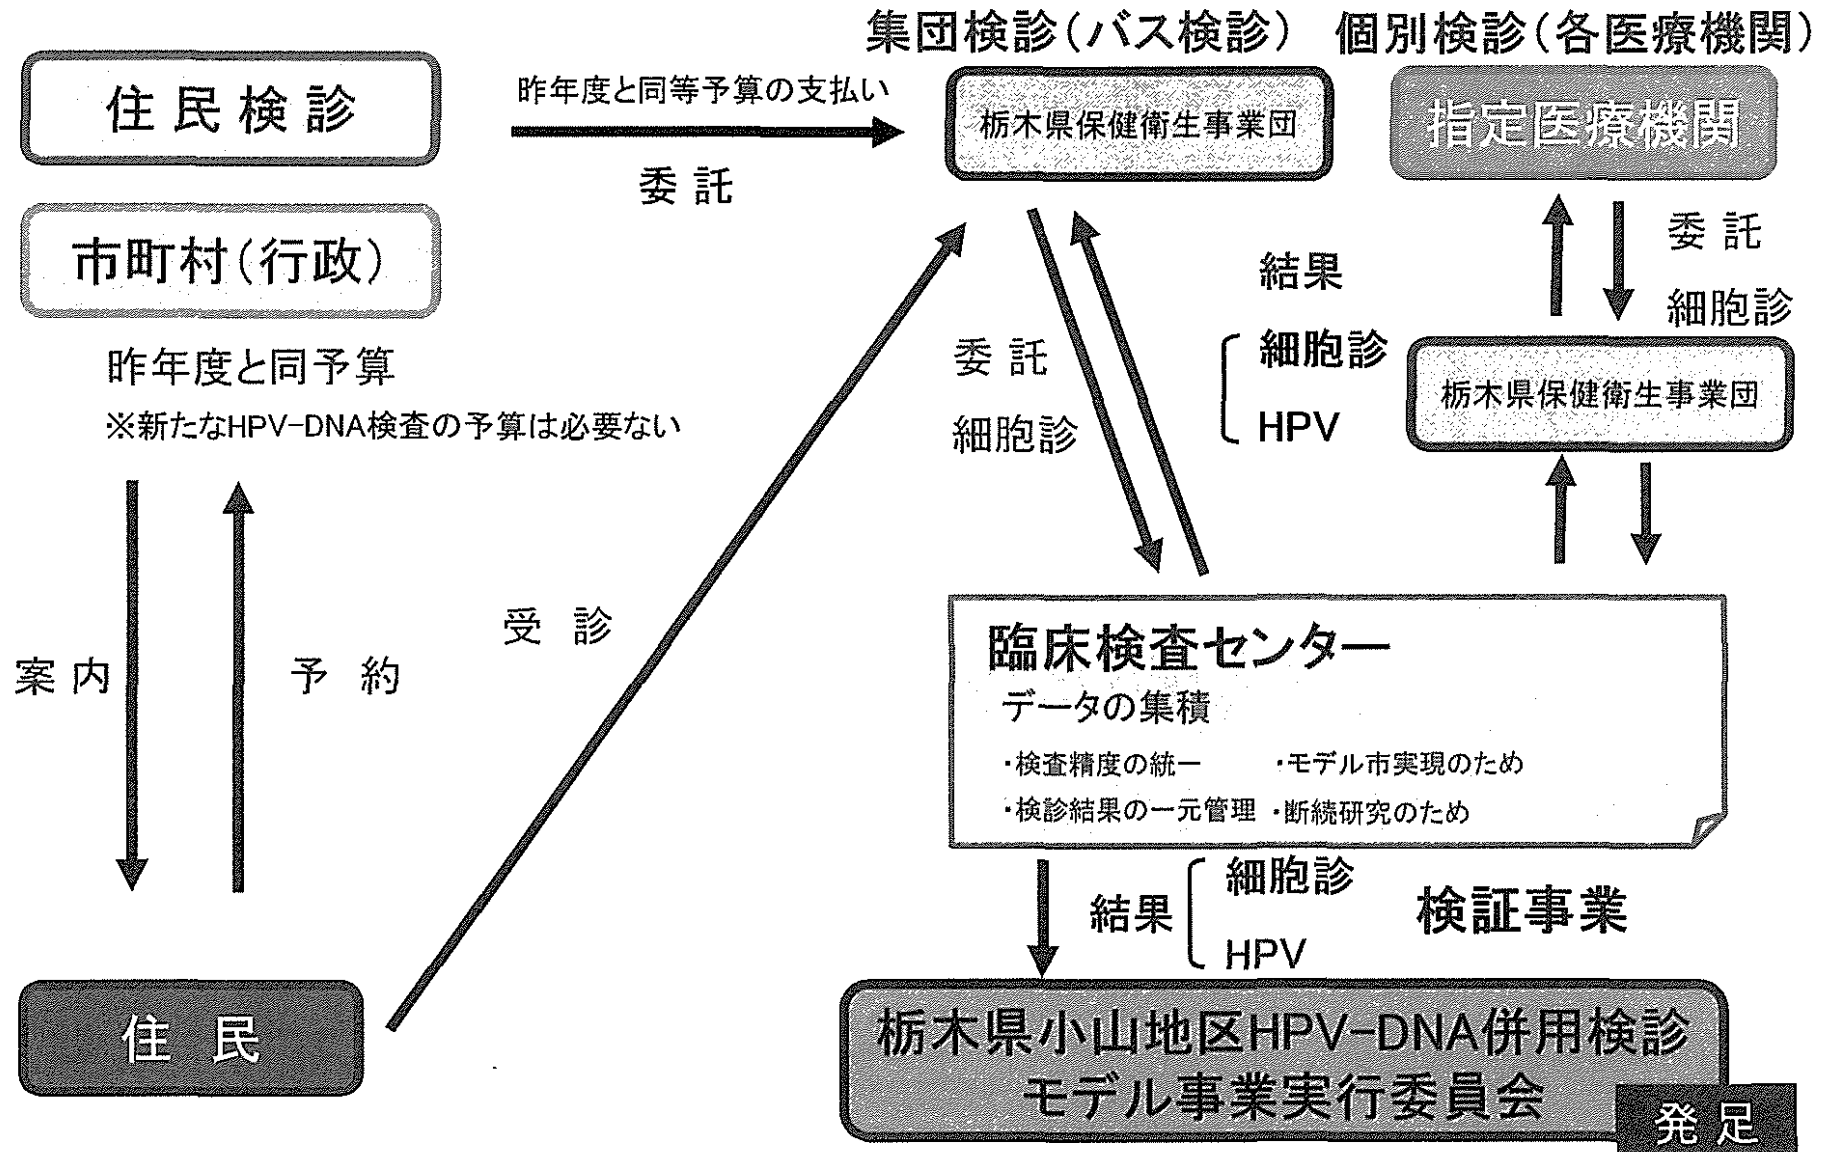 集団検診(バス検診)
個別検診(各医療機関)
住民検診
昨年度と同等予算の支払い
委託
栃木県保健衛生事業団
指定医療機関
市町村(行政)
昨年度と同予算
※新たなHPV-DNA検査の予算は必要ない
委託
細胞診
結果
細胞診
HPV
委託
細胞診
栃木県保健衛生事業団
案内
予約
受診
臨床検査センター
データの集積
・検査精度の統一
・モデル市実現のため
・検診結果の一元管理
・断続研究のため
結果
細胞診
HPV
検証事業
住民
栃木県小山地区HPV-DNA併用検診
モデル事業実行委員会
発足